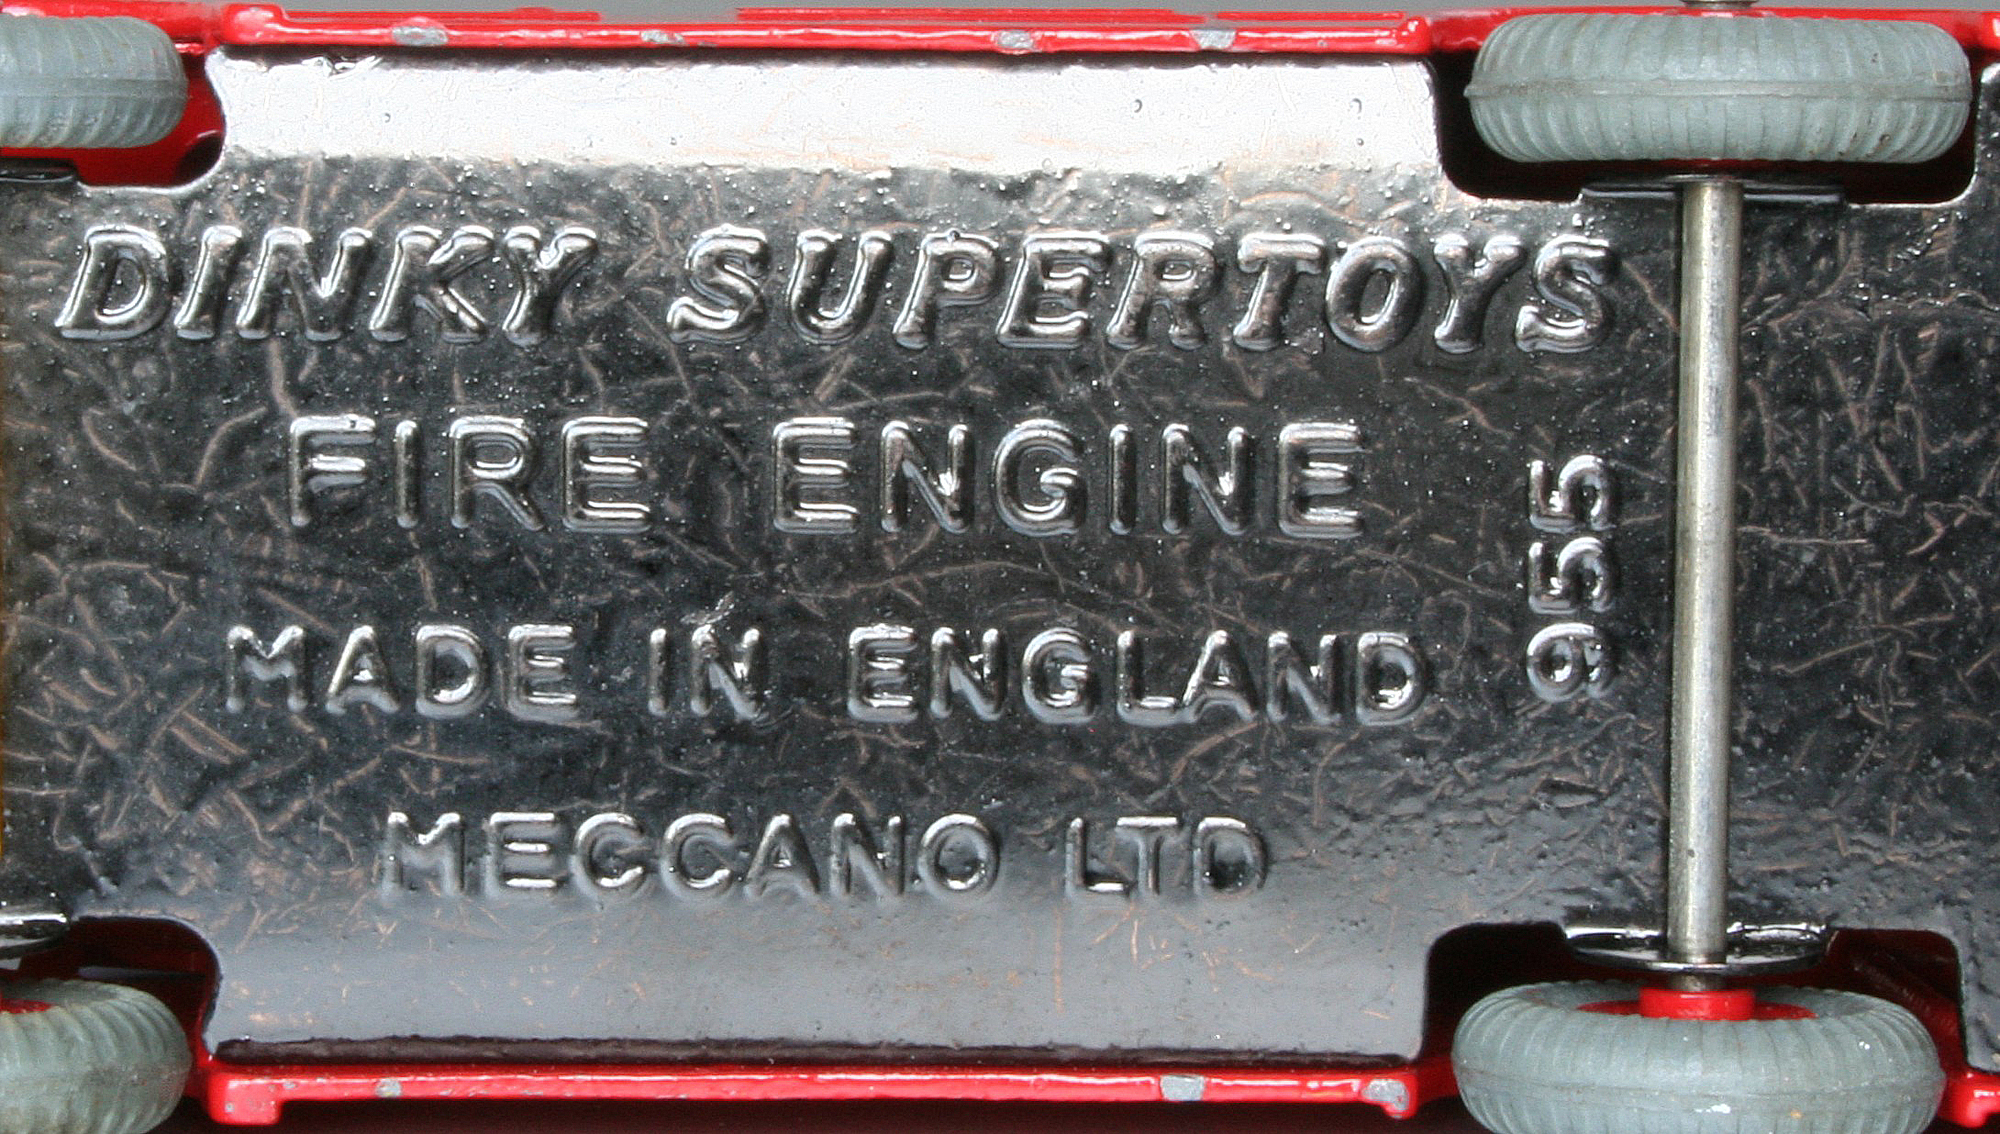 DINKY SUPERTOYS
FIRE ENGINE
955
MADE IN ENGLAND
MECCANO LTD